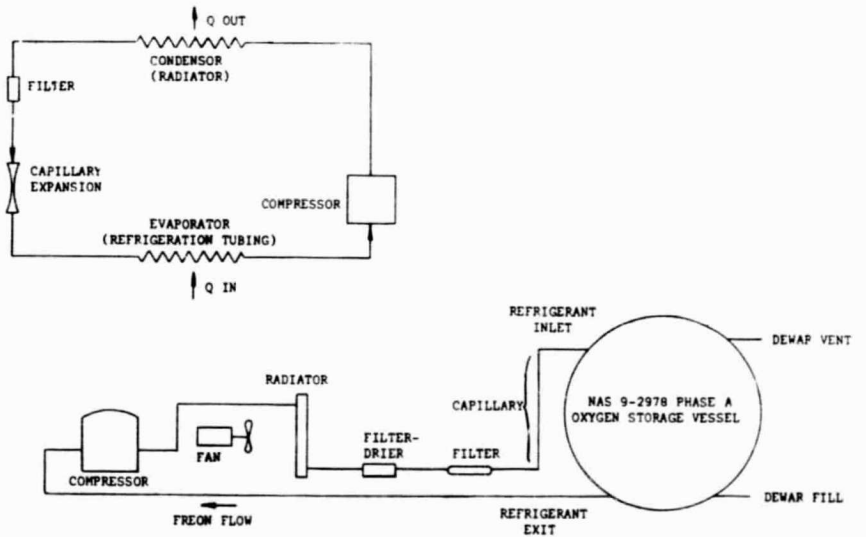 Q OUT
CONDENSOR
(RADIATOR)
FILTER
CAPILLARY
EXPANSION
COMPRESSOR
EVAPORATOR
(REFRIGERATION TUBING)
Q IN
REFRIGERANT
INLET
DEWAP VENT
RADIATOR
CAPILLARY
NAS 9-2978 PHASE A
OXYGEN STORAGE VESSEL
FILTER-
DRIER
FILTER
FAN
COMPRESSOR
DEWAR FILL
FREON FLOW
REFRIGERANT
EXIT